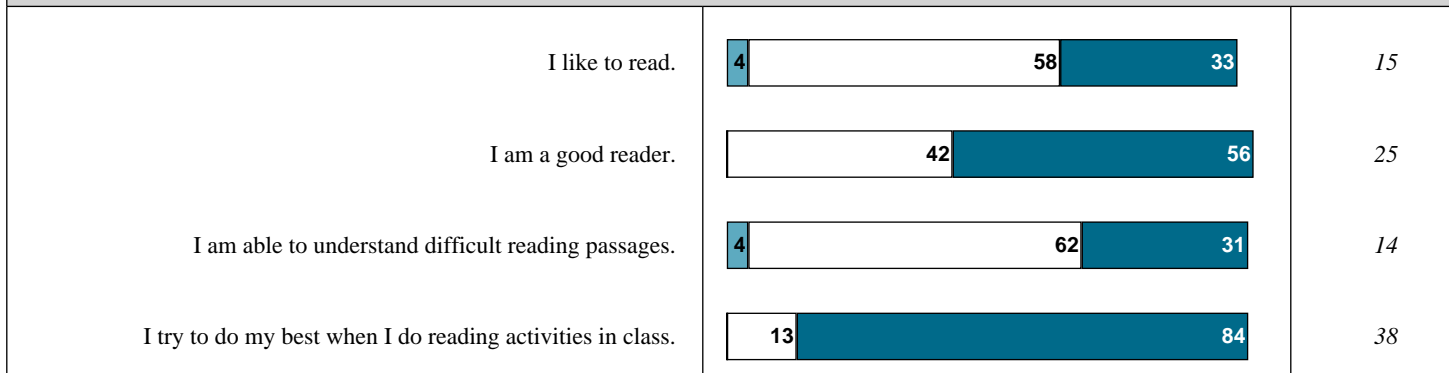 I like to read. 4 58 33 15
I am a good reader. 42 56 25
I am able to understand difficult reading passages. 4 62 31 14
I try to do my best when I do reading activities in class. 13 84 38